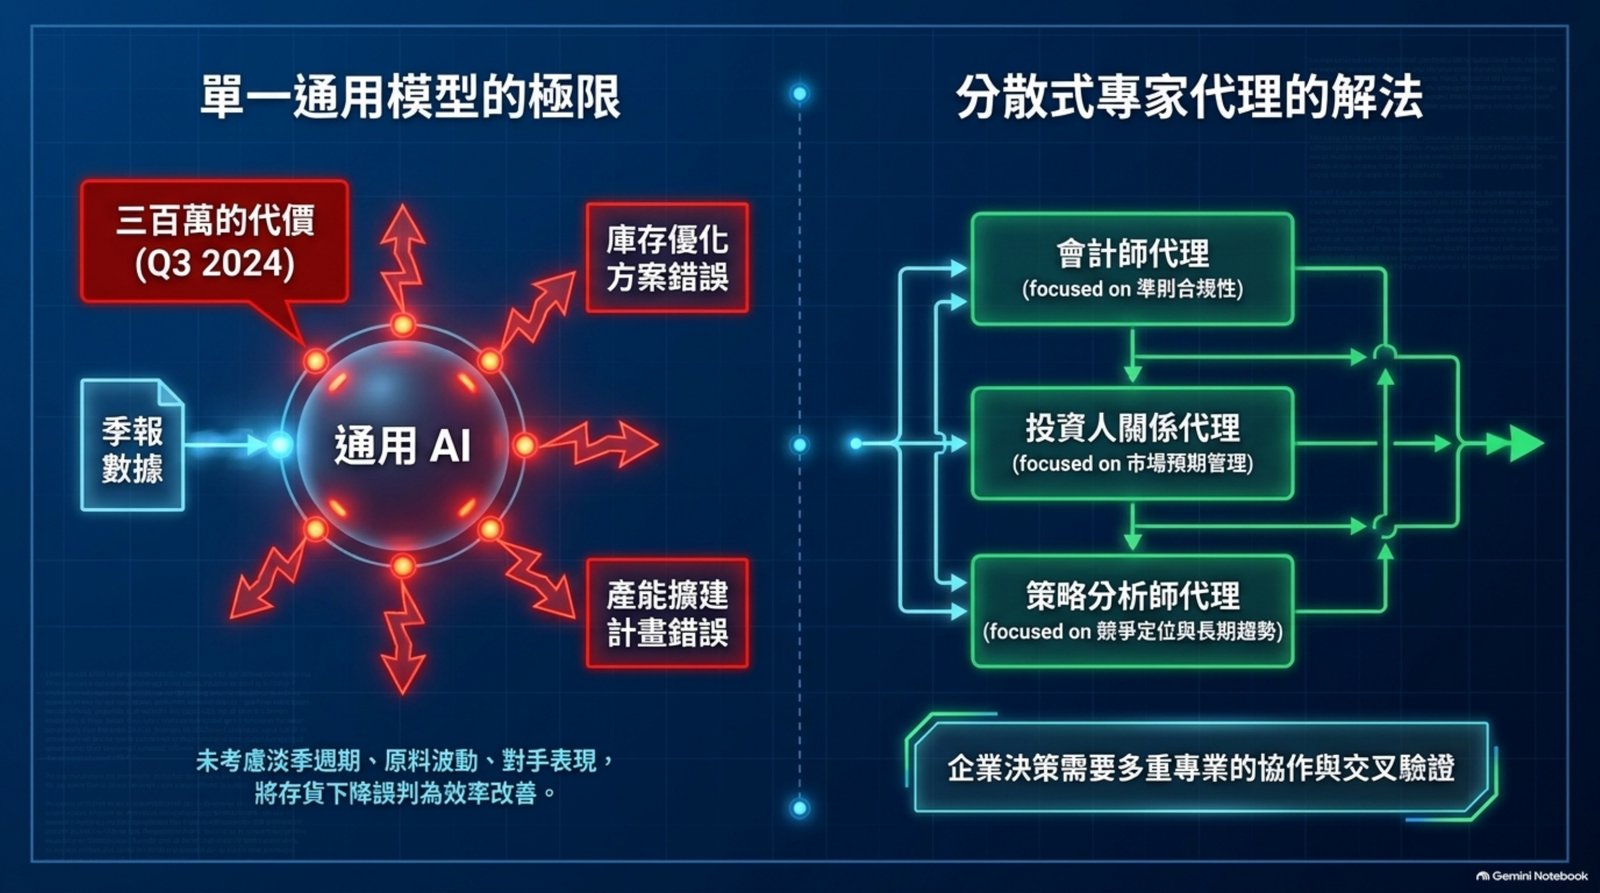 單一通用模型的極限
三百萬的代價
(Q3 2024)
庫存優化
方案錯誤
季報
數據
通用 AI
產能擴建
計畫錯誤
未考慮淡季週期、原料波動、對手表現，
將存貨下降誤判為效率改善。
分散式專家代理的解法
會計師代理
(focused on 準則合規性)
投資人關係代理
(focused on 市場預期管理)
策略分析師代理
(focused on 競爭定位與長期趨勢)
企業決策需要多重專業的協作與交叉驗證
Gemini Notebook